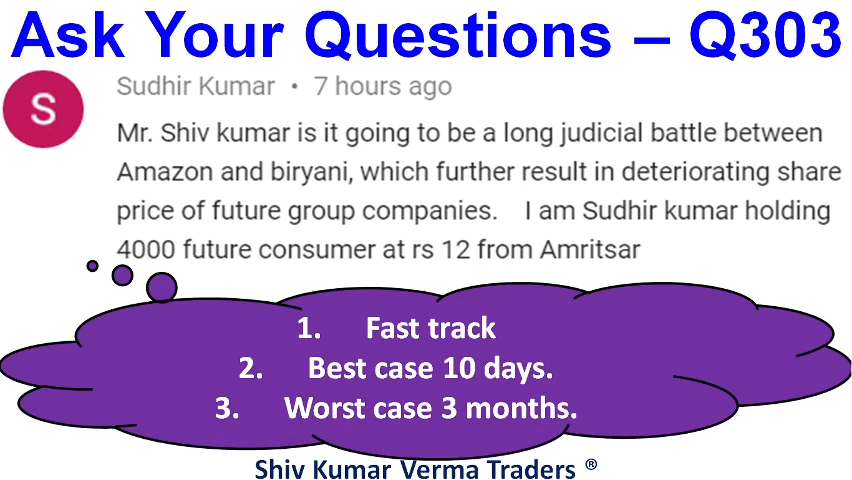 Ask Your Questions – Q303
Sudhir Kumar • 7 hours ago
S
Mr. Shiv kumar is it going to be a long judicial battle between
Amazon and biryani, which further result in deteriorating share
price of future group companies. I am Sudhir kumar holding
4000 future consumer at rs 12 from Amritsar
1. Fast track
2. Best case 10 days.
3. Worst case 3 months.
Shiv Kumar Verma Traders ®